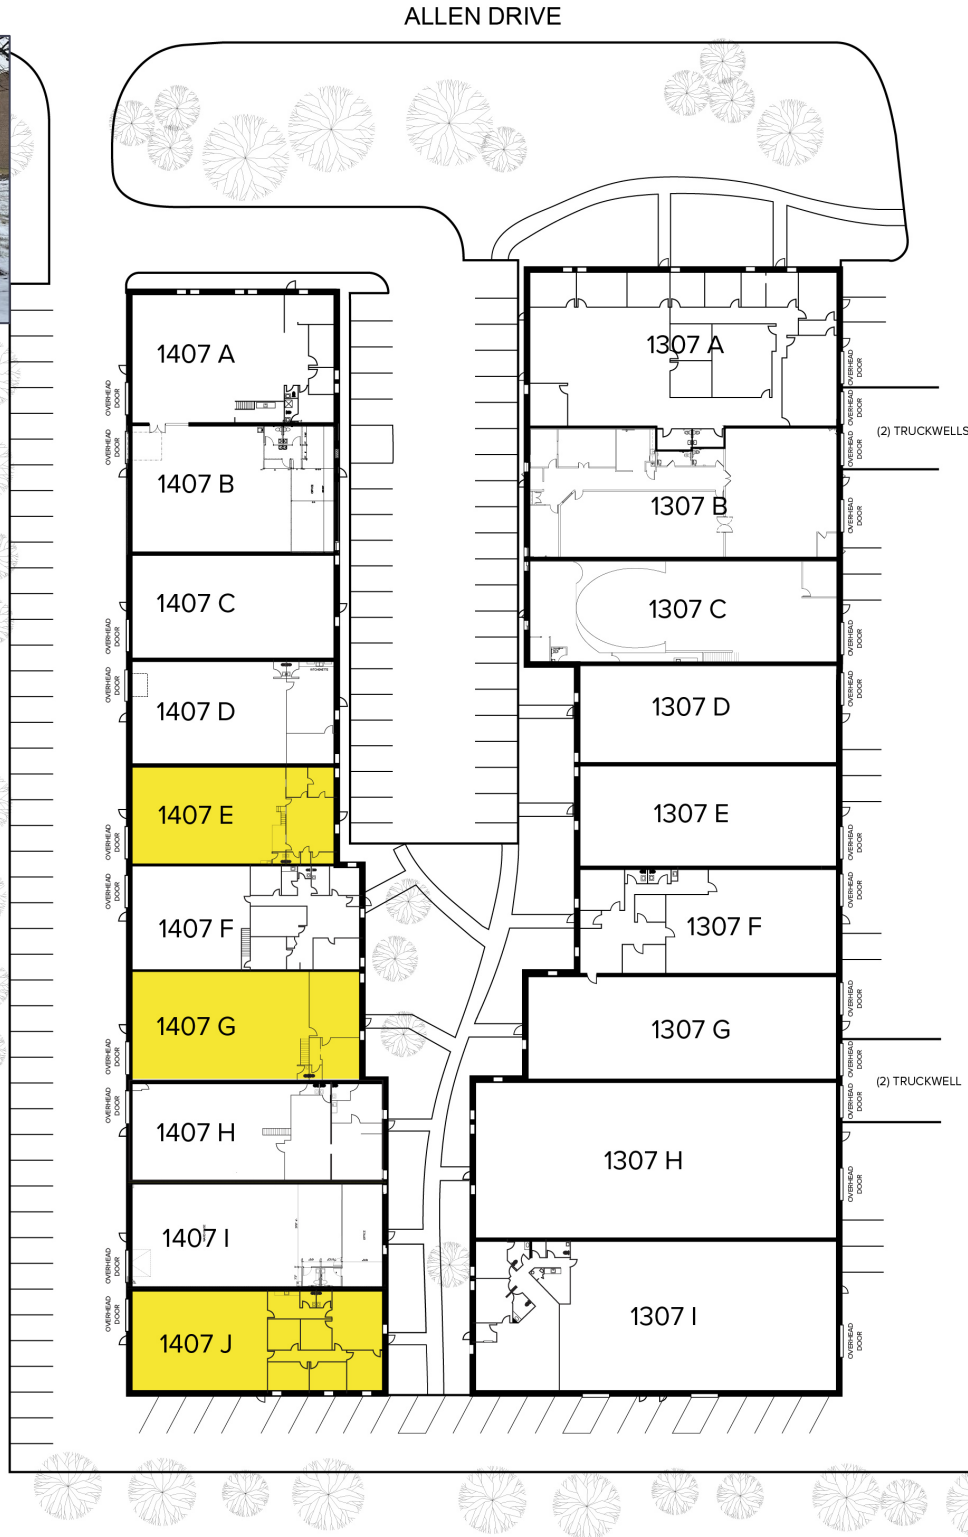 ALLEN DRIVE
1407 A
OVERHEAD
DOOR
OVERHEAD
DOOR
1407 B
1407 C
OVERHEAD
DOOR
OVERHEAD
DOOR
1407 D
1407 E
OVERHEAD
DOOR
OVERHEAD
DOOR
1407 F
1407 G
OVERHEAD
DOOR
OVERHEAD
DOOR
1407 H
1407 I
OVERHEAD
DOOR
OVERHEAD
DOOR
1407 J
1307 A
OVERHEAD
DOOR
OVERHEAD
DOOR
(2) TRUCKWELLS
OVERHEAD
DOOR
1307 B
OVERHEAD
DOOR
1307 C
OVERHEAD
DOOR
OVERHEAD
DOOR
1307 D
1307 E
OVERHEAD
DOOR
OVERHEAD
DOOR
1307 F
OVERHEAD
DOOR
1307 G
OVERHEAD
DOOR
(2) TRUCKWELL
OVERHEAD
DOOR
1307 H
OVERHEAD
DOOR
1307 I
OVERHEAD
DOOR